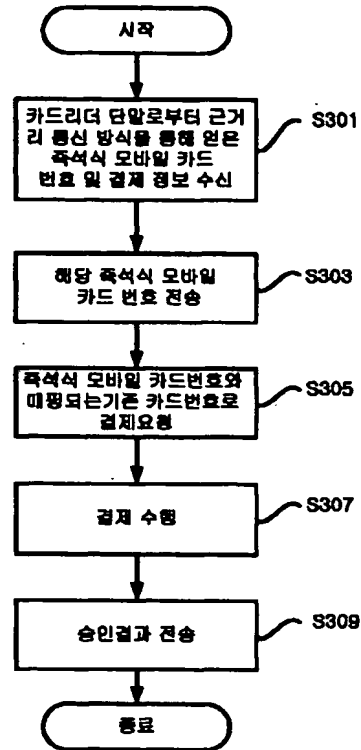 시작
카드리더 단말로부터 근거
리 통신 방식을 통해 얻은
즉석식 모바일 카드
번호 및 결제 정보 수신
S301
해당 즉석식 모바일
카드 번호 전송
S303
즉석식 모바일 카드번호와
매핑되는기존 카드번호로
결제요청
S305
결제 수행
S307
승인결과 전송
S309
종료